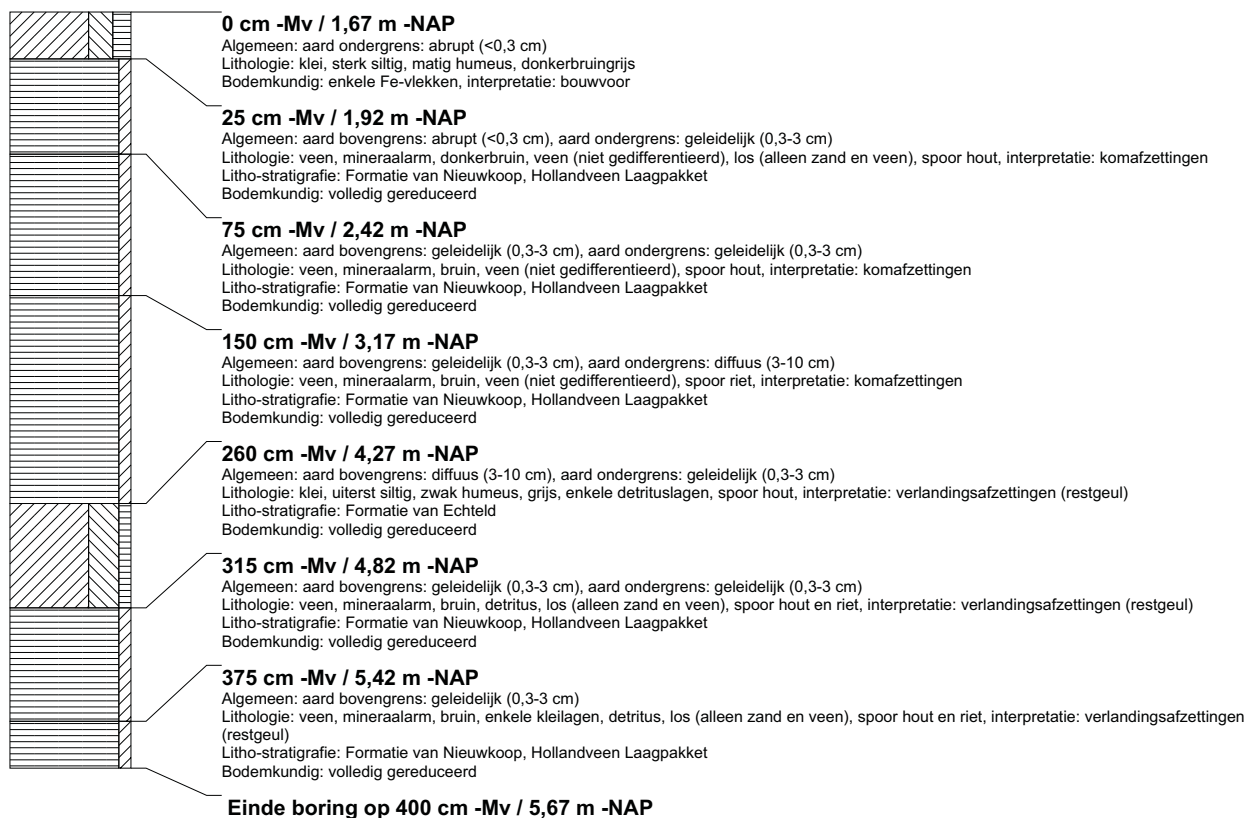 0 cm -Mv / 1,67 m -NAP
Algemeen: aard ondergrens: abrupt (<0,3 cm)
Lithologie: klei, sterk siltig, matig humeus, donkerbruingrijs
Bodemkundig: enkele Fe-vlekken, interpretatie: bouwvoor
25 cm -Mv / 1,92 m -NAP
Algemeen: aard bovengrens: abrupt (<0,3 cm), aard ondergrens: geleidelijk (0,3-3 cm)
Lithologie: veen, mineraalarm, donkerbruin, veen (niet gedifferentieerd), los (alleen zand en veen), spoor hout, interpretatie: komafzettingen
Litho-stratigrafie: Formatie van Nieuwkoop, Hollandveen Laagpakket
Bodemkundig: volledig gereduceerd
75 cm -Mv / 2,42 m -NAP
Algemeen: aard bovengrens: geleidelijk (0,3-3 cm), aard ondergrens: geleidelijk (0,3-3 cm)
Lithologie: veen, mineraalarm, bruin, veen (niet gedifferentieerd), spoor hout, interpretatie: komafzettingen
Litho-stratigrafie: Formatie van Nieuwkoop, Hollandveen Laagpakket
Bodemkundig: volledig gereduceerd
150 cm -Mv / 3,17 m -NAP
Algemeen: aard bovengrens: geleidelijk (0,3-3 cm), aard ondergrens: diffuus (3-10 cm)
Lithologie: veen, mineraalarm, bruin, veen (niet gedifferentieerd), spoor riet, interpretatie: komafzettingen
Litho-stratigrafie: Formatie van Nieuwkoop, Hollandveen Laagpakket
Bodemkundig: volledig gereduceerd
260 cm -Mv / 4,27 m -NAP
Algemeen: aard bovengrens: diffuus (3-10 cm), aard ondergrens: geleidelijk (0,3-3 cm)
Lithologie: klei, uiterst siltig, zwak humeus, grijs, enkele detrituslagen, spoor hout, interpretatie: verlandingsafzettingen (restgeul)
Litho-stratigrafie: Formatie van Echteld
Bodemkundig: volledig gereduceerd
315 cm -Mv / 4,82 m -NAP
Algemeen: aard bovengrens: geleidelijk (0,3-3 cm), aard ondergrens: geleidelijk (0,3-3 cm)
Lithologie: veen, mineraalarm, bruin, detritus, los (alleen zand en veen), spoor hout en riet, interpretatie: verlandingsafzettingen (restgeul)
Litho-stratigrafie: Formatie van Nieuwkoop, Hollandveen Laagpakket
Bodemkundig: volledig gereduceerd
375 cm -Mv / 5,42 m -NAP
Algemeen: aard bovengrens: geleidelijk (0,3-3 cm)
Lithologie: veen, mineraalarm, bruin, enkele kleilagen, detritus, los (alleen zand en veen), spoor hout en riet, interpretatie: verlandingsafzettingen
(restgeul)
Litho-stratigrafie: Formatie van Nieuwkoop, Hollandveen Laagpakket
Bodemkundig: volledig gereduceerd
Einde boring op 400 cm -Mv / 5,67 m -NAP